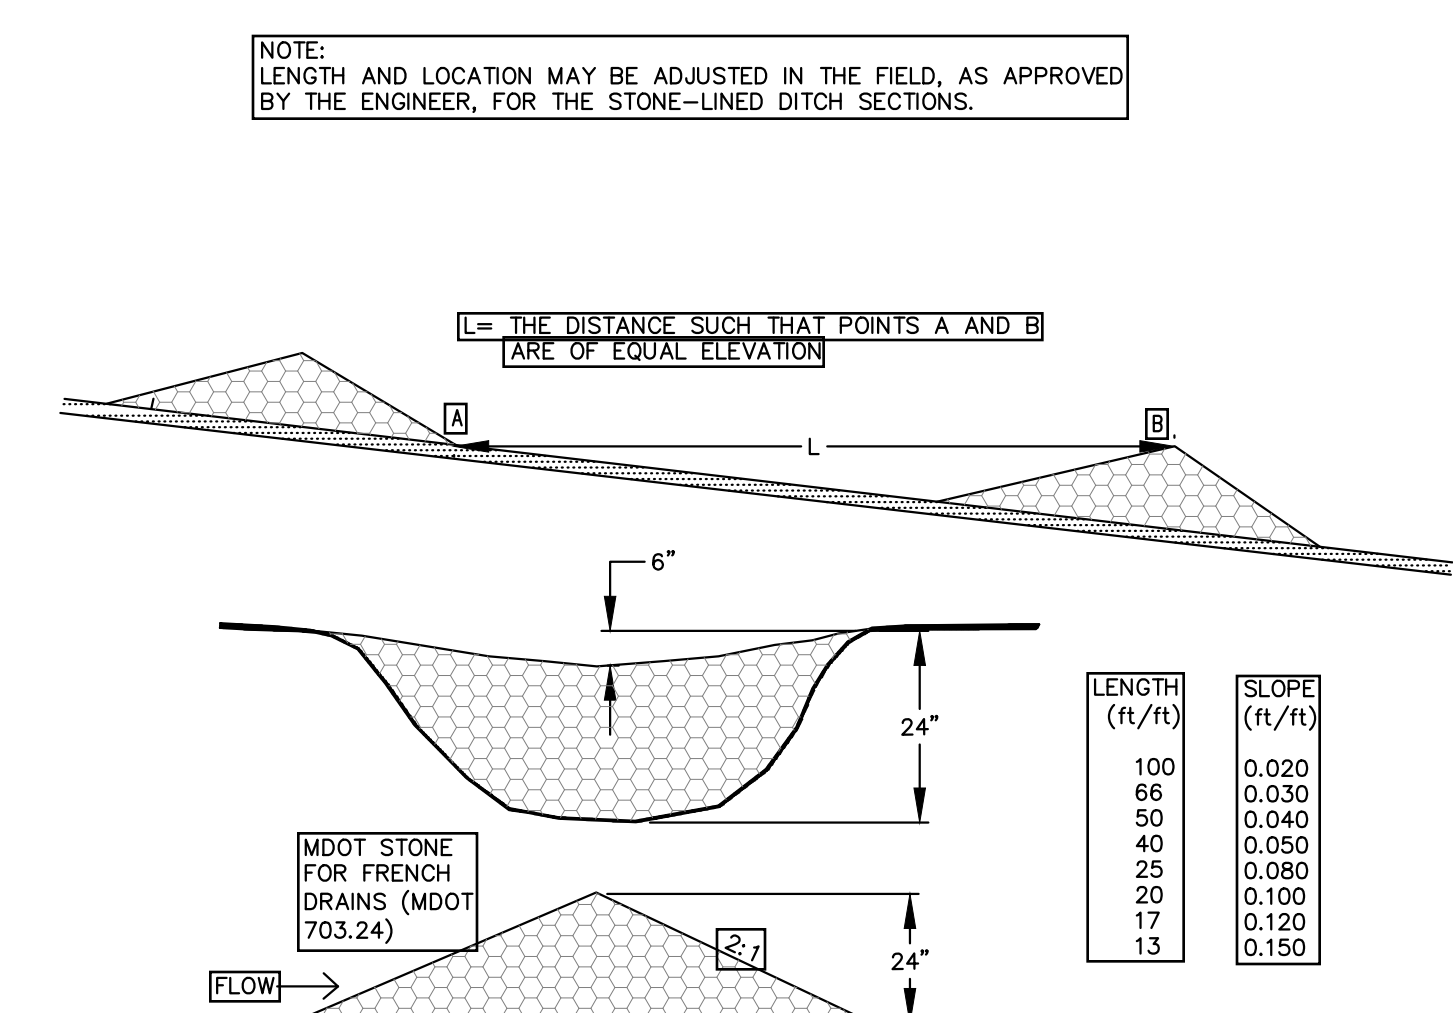 NOTE:
LENGTH AND LOCATION MAY BE ADJUSTED IN THE FIELD, AS APPROVED
BY THE ENGINEER, FOR THE STONE-LINED DITCH SECTIONS.
L= THE DISTANCE SUCH THAT POINTS A AND B
ARE OF EQUAL ELEVATION
A
B
L
6"
24"
LENGTH SLOPE
(ft/ft) (ft/ft)
100 0.020
66 0.030
50 0.040
40 0.050
25 0.080
20 0.100
17 0.120
13 0.150
MDOT STONE
FOR FRENCH
DRAINS (MDOT
703.24)
2:1
24"
FLOW